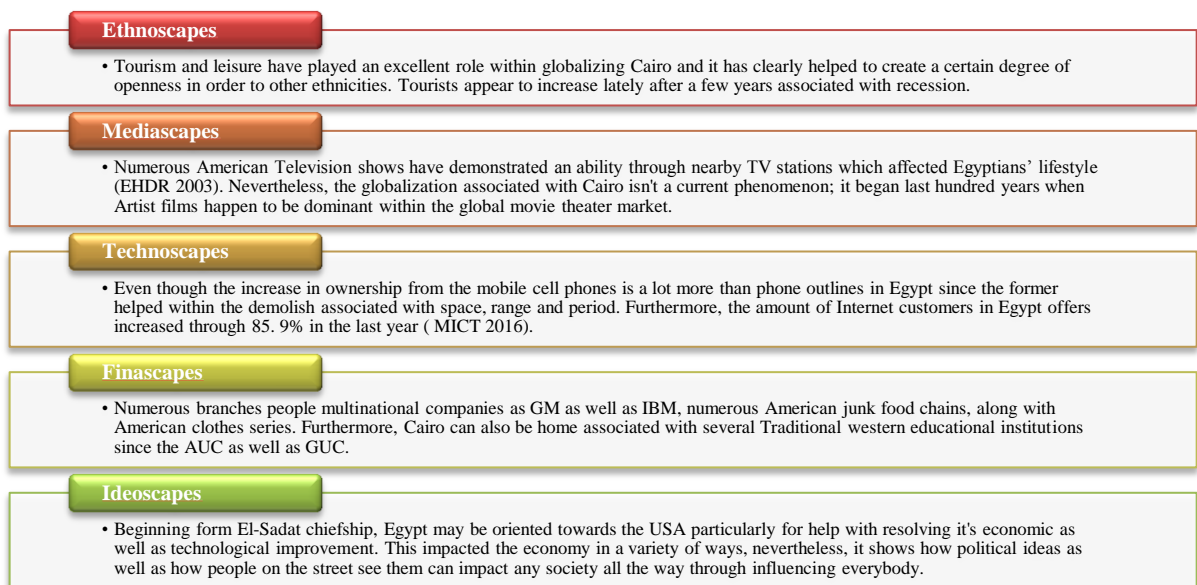 Ethnoscapes
• Tourism and leisure have played an excellent role within globalizing Cairo and it has clearly helped to create a certain degree of
openness in order to other ethnicities. Tourists appear to increase lately after a few years associated with recession.
Mediascapes
• Numerous American Television shows have demonstrated an ability through nearby TV stations which affected Egyptians’ lifestyle
(EHDR 2003). Nevertheless, the globalization associated with Cairo isn't a current phenomenon; it began last hundred years when
Artist films happen to be dominant within the global movie theater market.
Technoscapes
• Even though the increase in ownership from the mobile cell phones is a lot more than phone outlines in Egypt since the former
helped within the demolish associated with space, range and period. Furthermore, the amount of Internet customers in Egypt offers
increased through 85. 9% in the last year ( MICT 2016).
Finascapes
• Numerous branches people multinational companies as GM as well as IBM, numerous American junk food chains, along with
American clothes series. Furthermore, Cairo can also be home associated with several Traditional western educational institutions
since the AUC as well as GUC.
Ideoscapes
• Beginning form El-Sadat chiefship, Egypt may be oriented towards the USA particularly for help with resolving it's economic as
well as technological improvement. This impacted the economy in a variety of ways, nevertheless, it shows how political ideas as
well as how people on the street see them can impact any society all the way through influencing everybody.